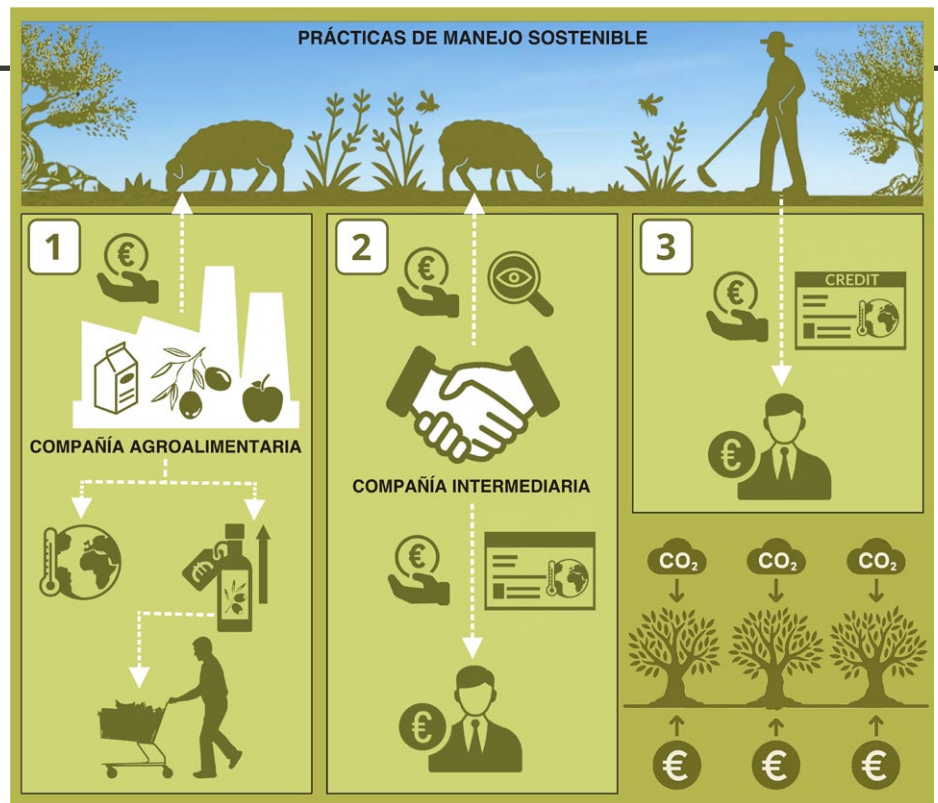 PRÁCTICAS DE MANEJO SOSTENIBLE
1
€
COMPAÑÍA AGROALIMENTARIA
€
2
€
COMPAÑÍA INTERMEDIARIA
€
€
3
€
CREDIT
€
CO₂ CO₂ CO₂
€ € €